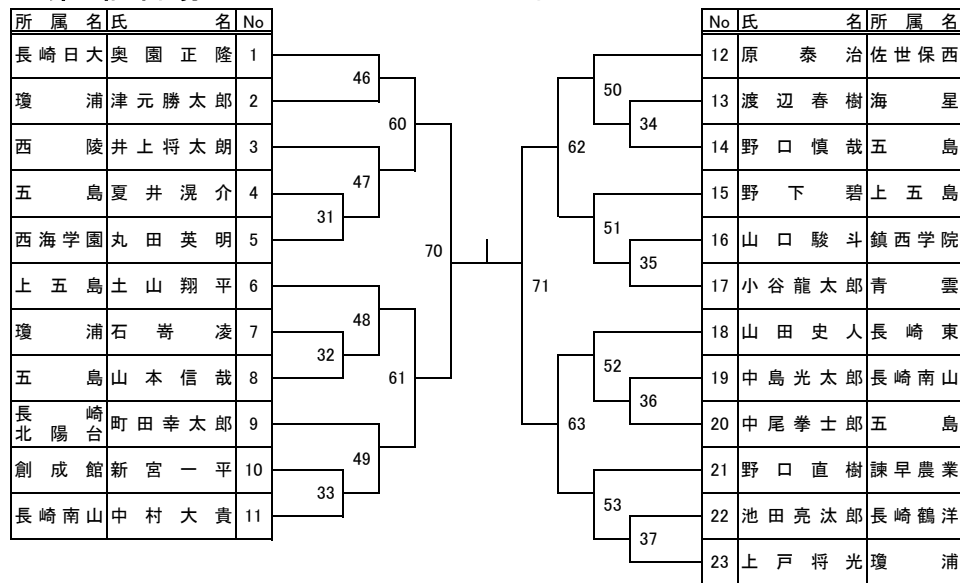 所属名 氏名 No
長崎日大 奥園正隆 1
瓊浦 津元勝太郎 2
西陵 井上将太朗 3
五島 夏井滉介 4
西海学園 丸田英明 5
上五島 土山翔平 6
瓊浦 石嵜凌 7
五島 山本信哉 8
長崎北陽台 町田幸太郎 9
創成館 新宮一平 10
長崎南山 中村大貴 11
46
60
47
31
70
48
32
61
49
33
50
34
62
51
35
71
52
36
63
53
37
No 氏名 所属名
12 原泰治 佐世保西
13 渡辺春樹 海星
14 野口慎哉 五島
15 野下碧 上五島
16 山口駿斗 鎮西学院
17 小谷龍太郎 青雲
18 山田史人 長崎東
19 中島光太郎 長崎南山
20 中尾拳士郎 五島
21 野口直樹 諫早農業
22 池田亮汰郎 長崎鶴洋
23 上戸将光 瓊浦